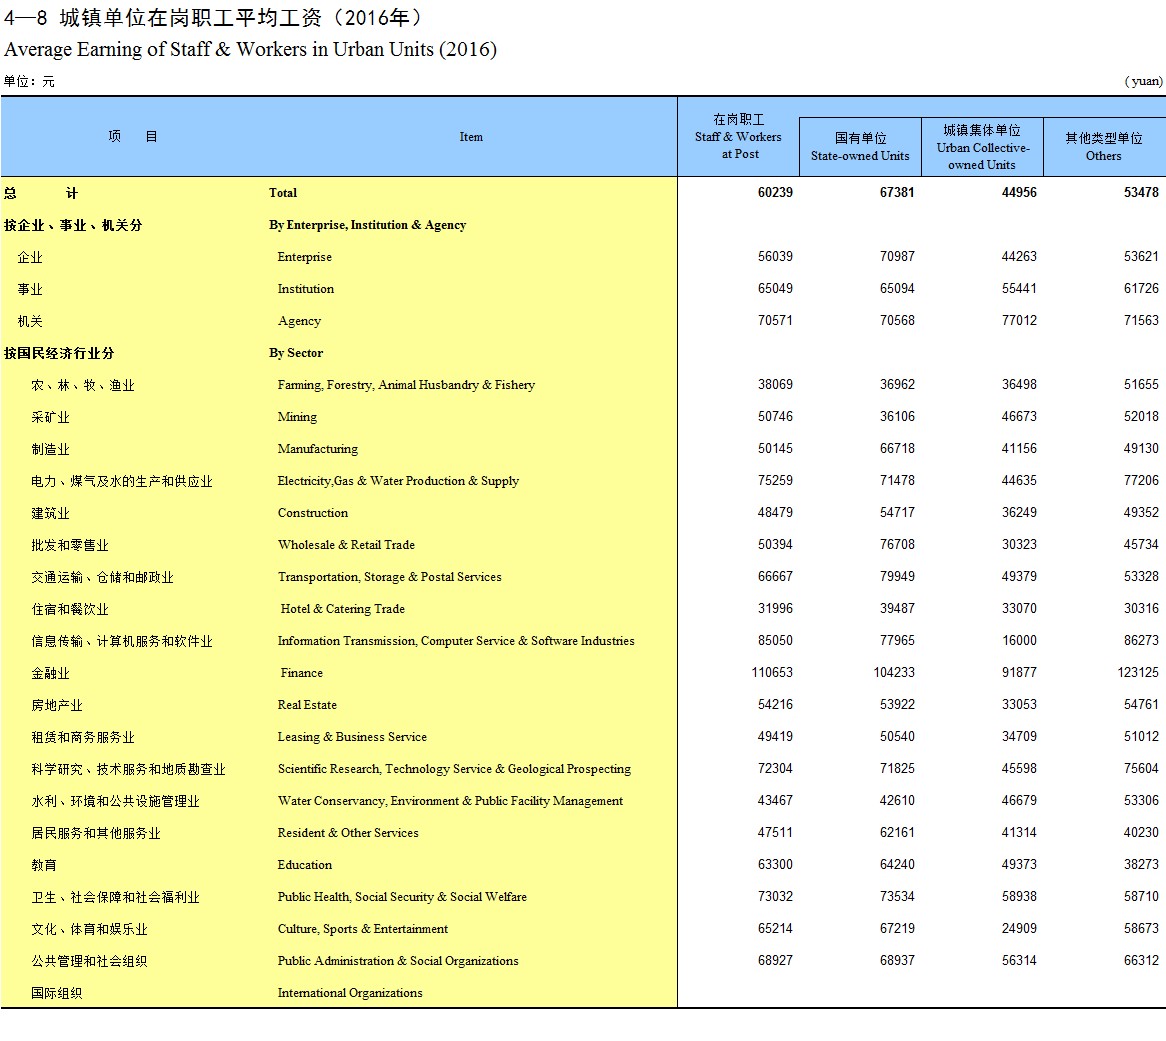 4—8 城镇单位在岗职工平均工资（2016年）
Average Earning of Staff & Workers in Urban Units (2016)
单位：元 ( yuan)
项 目 Item 在岗职工 Staff & Workers at Post 国有单位 State-owned Units 城镇集体单位 Urban Collective-owned Units 其他类型单位 Others
总 计 Total 60239 67381 44956 53478
按企业、事业、机关分 By Enterprise, Institution & Agency
企业 Enterprise 56039 70987 44263 53621
事业 Institution 65049 65094 55441 61726
机关 Agency 70571 70568 77012 71563
按国民经济行业分 By Sector
农、林、牧、渔业 Farming, Forestry, Animal Husbandry & Fishery 38069 36962 36498 51655
采矿业 Mining 50746 36106 46673 52018
制造业 Manufacturing 50145 66718 41156 49130
电力、煤气及水的生产和供应业 Electricity,Gas & Water Production & Supply 75259 71478 44635 77206
建筑业 Construction 48479 54717 36249 49352
批发和零售业 Wholesale & Retail Trade 50394 76708 30323 45734
交通运输、仓储和邮政业 Transportation, Storage & Postal Services 66667 79949 49379 53328
住宿和餐饮业 Hotel & Catering Trade 31996 39487 33070 30316
信息传输、计算机服务和软件业 Information Transmission, Computer Service & Software Industries 85050 77965 16000 86273
金融业 Finance 110653 104233 91877 123125
房地产业 Real Estate 54216 53922 33053 54761
租赁和商务服务业 Leasing & Business Service 49419 50540 34709 51012
科学研究、技术服务和地质勘查业 Scientific Research, Technology Service & Geological Prospecting 72304 71825 45598 75604
水利、环境和公共设施管理业 Water Conservancy, Environment & Public Facility Management 43467 42610 46679 53306
居民服务和其他服务业 Resident & Other Services 47511 62161 41314 40230
教育 Education 63300 64240 49373 38273
卫生、社会保障和社会福利业 Public Health, Social Security & Social Welfare 73032 73534 58938 58710
文化、体育和娱乐业 Culture, Sports & Entertainment 65214 67219 24909 58673
公共管理和社会组织 Public Administration & Social Organizations 68927 68937 56314 66312
国际组织 International Organizations